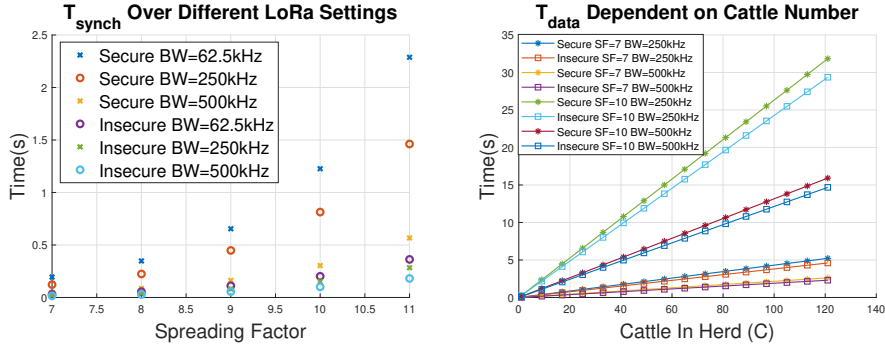 T_synch Over Different LoRa Settings
2.5
2
1.5
1
0.5
0
Time(s)
Secure BW=62.5kHz
Secure BW=250kHz
Secure BW=500kHz
Insecure BW=62.5kHz
Insecure BW=250kHz
Insecure BW=500kHz
7 7.5 8 8.5 9 9.5 10 10.5 11
Spreading Factor
T_data Dependent on Cattle Number
35
30
25
20
15
10
5
0
Time(s)
Secure SF=7 BW=250kHz
Insecure SF=7 BW=250kHz
Secure SF=7 BW=500kHz
Insecure SF=7 BW=500kHz
Secure SF=10 BW=250kHz
Insecure SF=10 BW=250kHz
Secure SF=10 BW=500kHz
Insecure SF=10 BW=500kHz
0 20 40 60 80 100 120 140
Cattle In Herd (C)